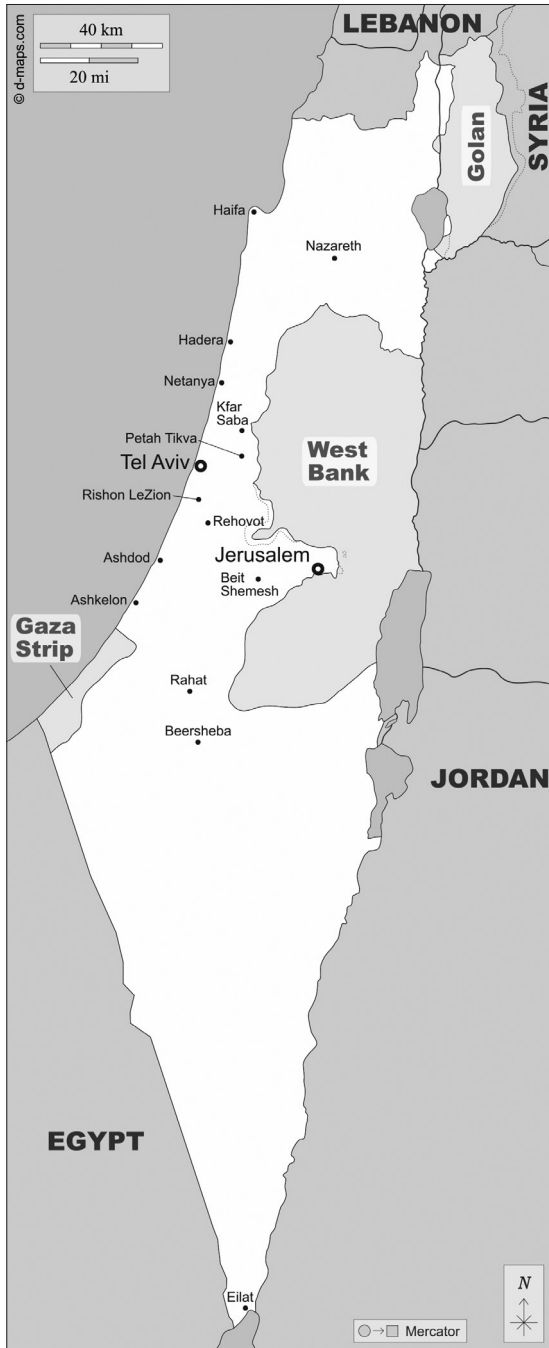 40 km
20 mi
© d-maps.com
LEBANON
SYRIA
Golan
Haifa
Nazareth
Hadera
Netanya
Kfar
Saba
Petah Tikva
West
Bank
Tel Aviv
Rishon LeZion
Rehovot
Jerusalem
Ashdod
Beit
Shemesh
Ashkelon
Gaza
Strip
Rahat
Beersheba
JORDAN
EGYPT
Eilat
N
Mercator